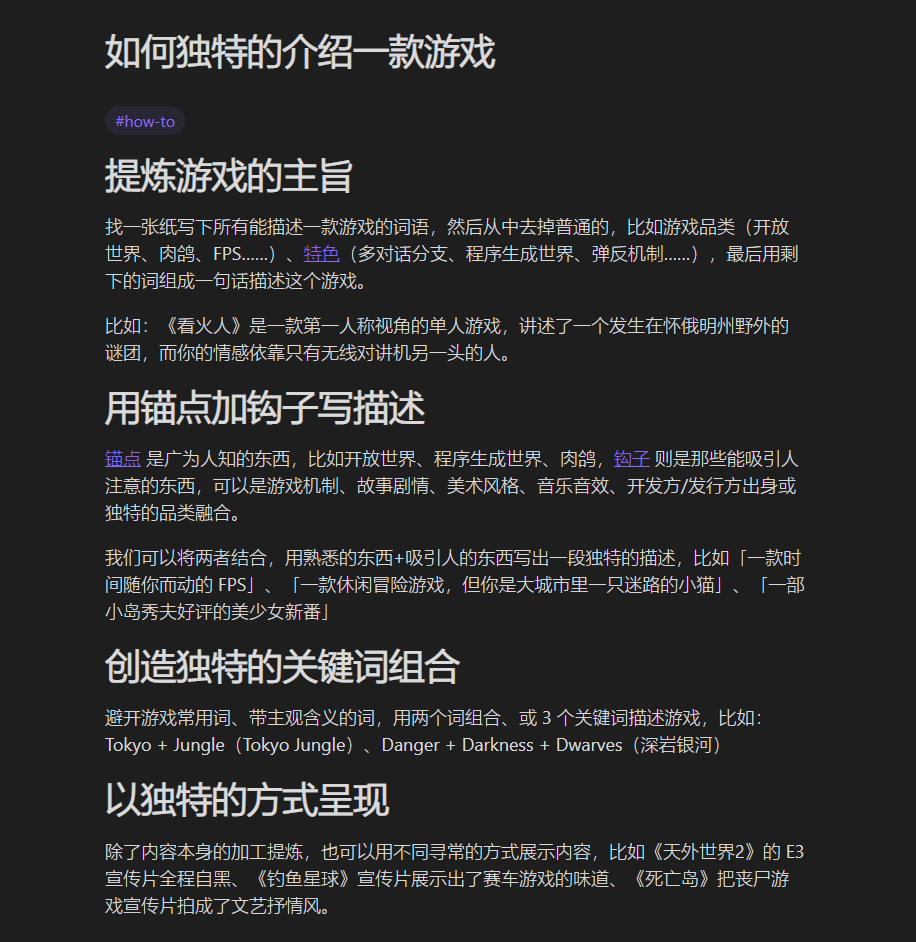 如何独特的介绍一款游戏
#how-to
提炼游戏的主旨
找一张纸写下所有能描述一款游戏的词语，然后从中去掉普通的，比如游戏品类（开放
世界、肉鸽、FPS……）、特色（多对话分支、程序生成世界、弹反机制……），最后用剩
下的词组成一句话描述这个游戏。
比如：《看火人》是一款第一人称视角的单人游戏，讲述了一个发生在怀俄明州野外的
谜团，而你的情感依靠只有无线对讲机另一头的人。
用锚点加钩子写描述
锚点 是广为人知的东西，比如开放世界、程序生成世界、肉鸽，钩子 则是那些能吸引人
注意的东西，可以是游戏机制、故事剧情、美术风格、音乐音效、开发方/发行方出身或
独特的品类融合。
我们可以将两者结合，用熟悉的东西+吸引人的东西写出一段独特的描述，比如「一款时
间随你而动的 FPS」、「一款休闲冒险游戏，但你是大城市里一只迷路的小猫」、「一部
小岛秀夫好评的美少女新番」
创造独特的关键词组合
避开游戏常用词、带主观含义的词，用两个词组合、或 3 个关键词描述游戏，比如：
Tokyo + Jungle（Tokyo Jungle）、Danger + Darkness + Dwarves（深岩银河）
以独特的方式呈现
除了内容本身的加工提炼，也可以用不同寻常的方式展示内容，比如《天外世界2》的 E3
宣传片全程自黑、《钓鱼星球》宣传片展示出了赛车游戏的味道、《死亡岛》把丧尸游
戏宣传片拍成了文艺抒情风。